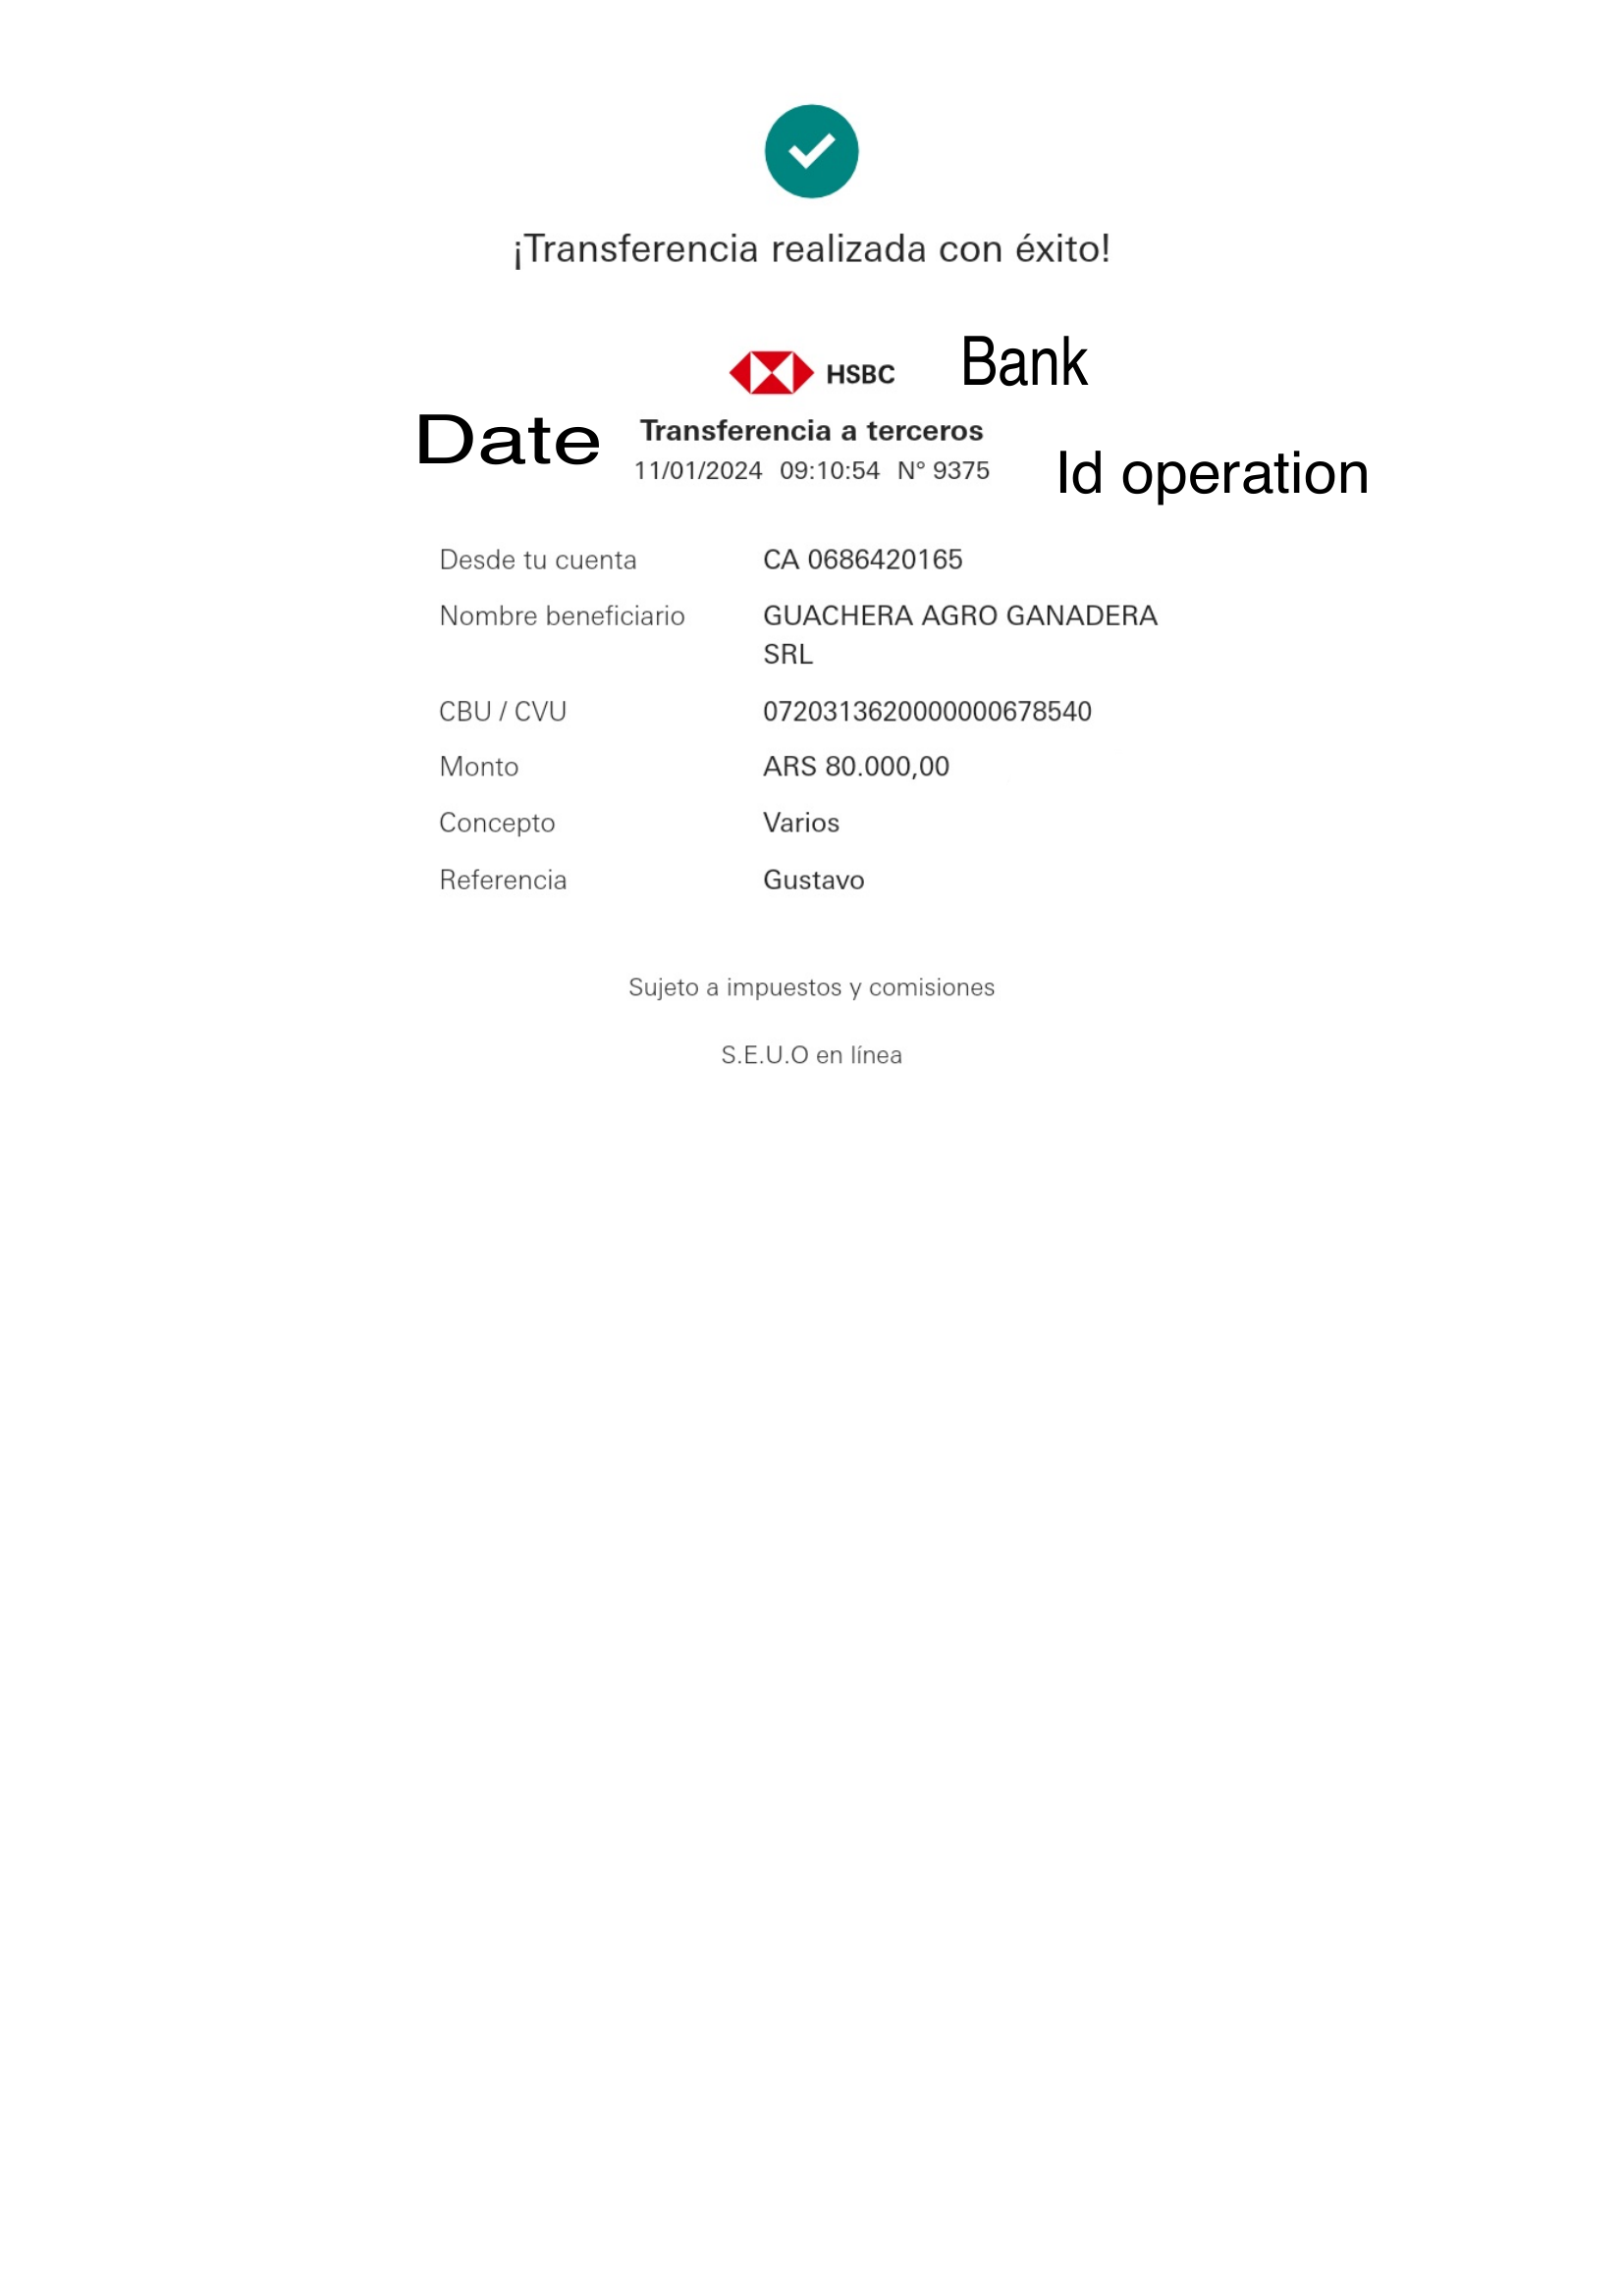 ¡Transferencia realizada con éxito!
HSBC Bank
Date
Transferencia a terceros
11/01/2024 09:10:54 N° 9375 Id operation
Desde tu cuenta CA 0686420165
Nombre beneficiario GUACHERA AGRO GANADERA
SRL
CBU / CVU 0720313620000000678540
Monto ARS 80.000,00
Concepto Varios
Referencia Gustavo
Sujeto a impuestos y comisiones
S.E.U.O en línea